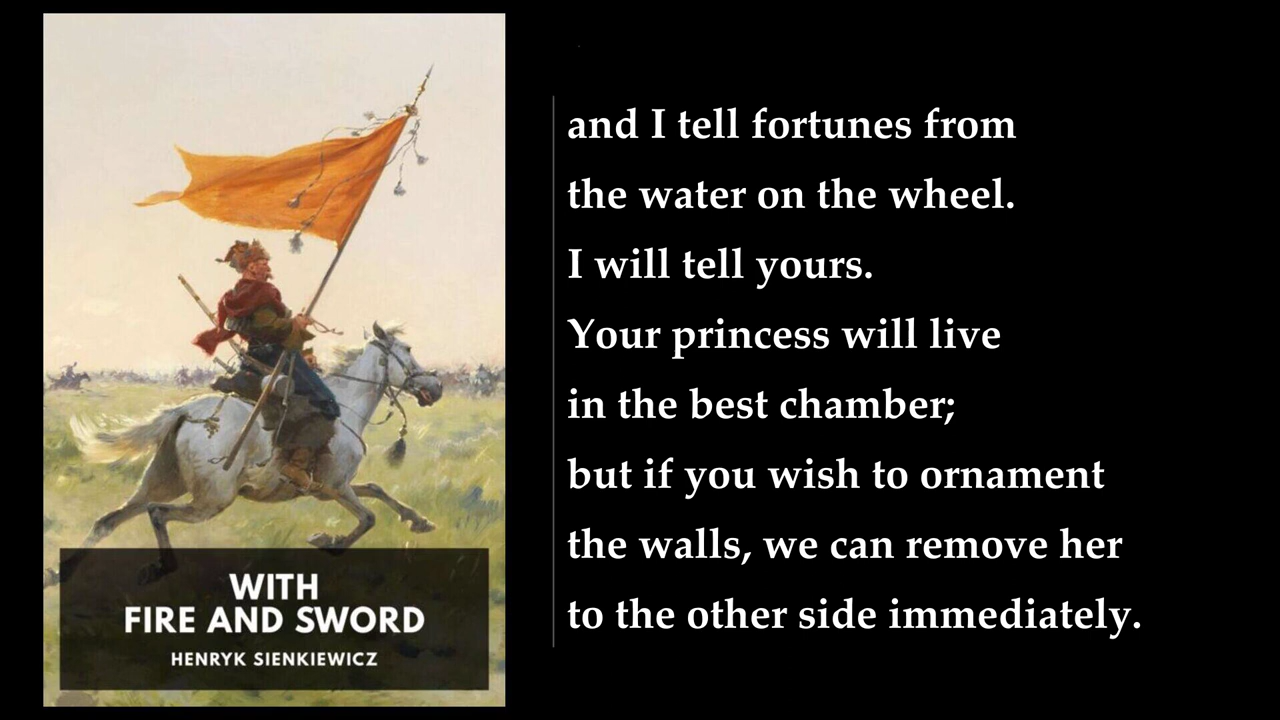 WITH
FIRE AND SWORD
HENRYK SIENKIEWICZ
and I tell fortunes from
the water on the wheel.
I will tell yours.
Your princess will live
in the best chamber;
but if you wish to ornament
the walls, we can remove her
to the other side immediately.